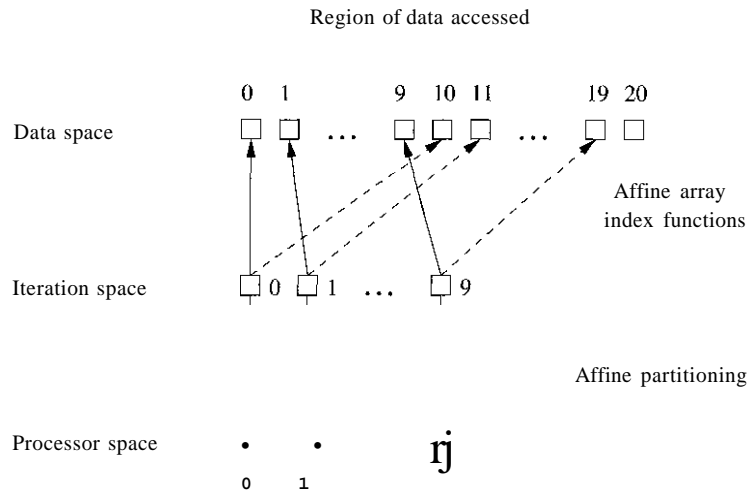 Region of data accessed
0 1 9 10 11 19 20
Data space ... ...
Affine array
index functions
Iteration space 0 1 ... 9
Affine partitioning
Processor space • • rj
0 1